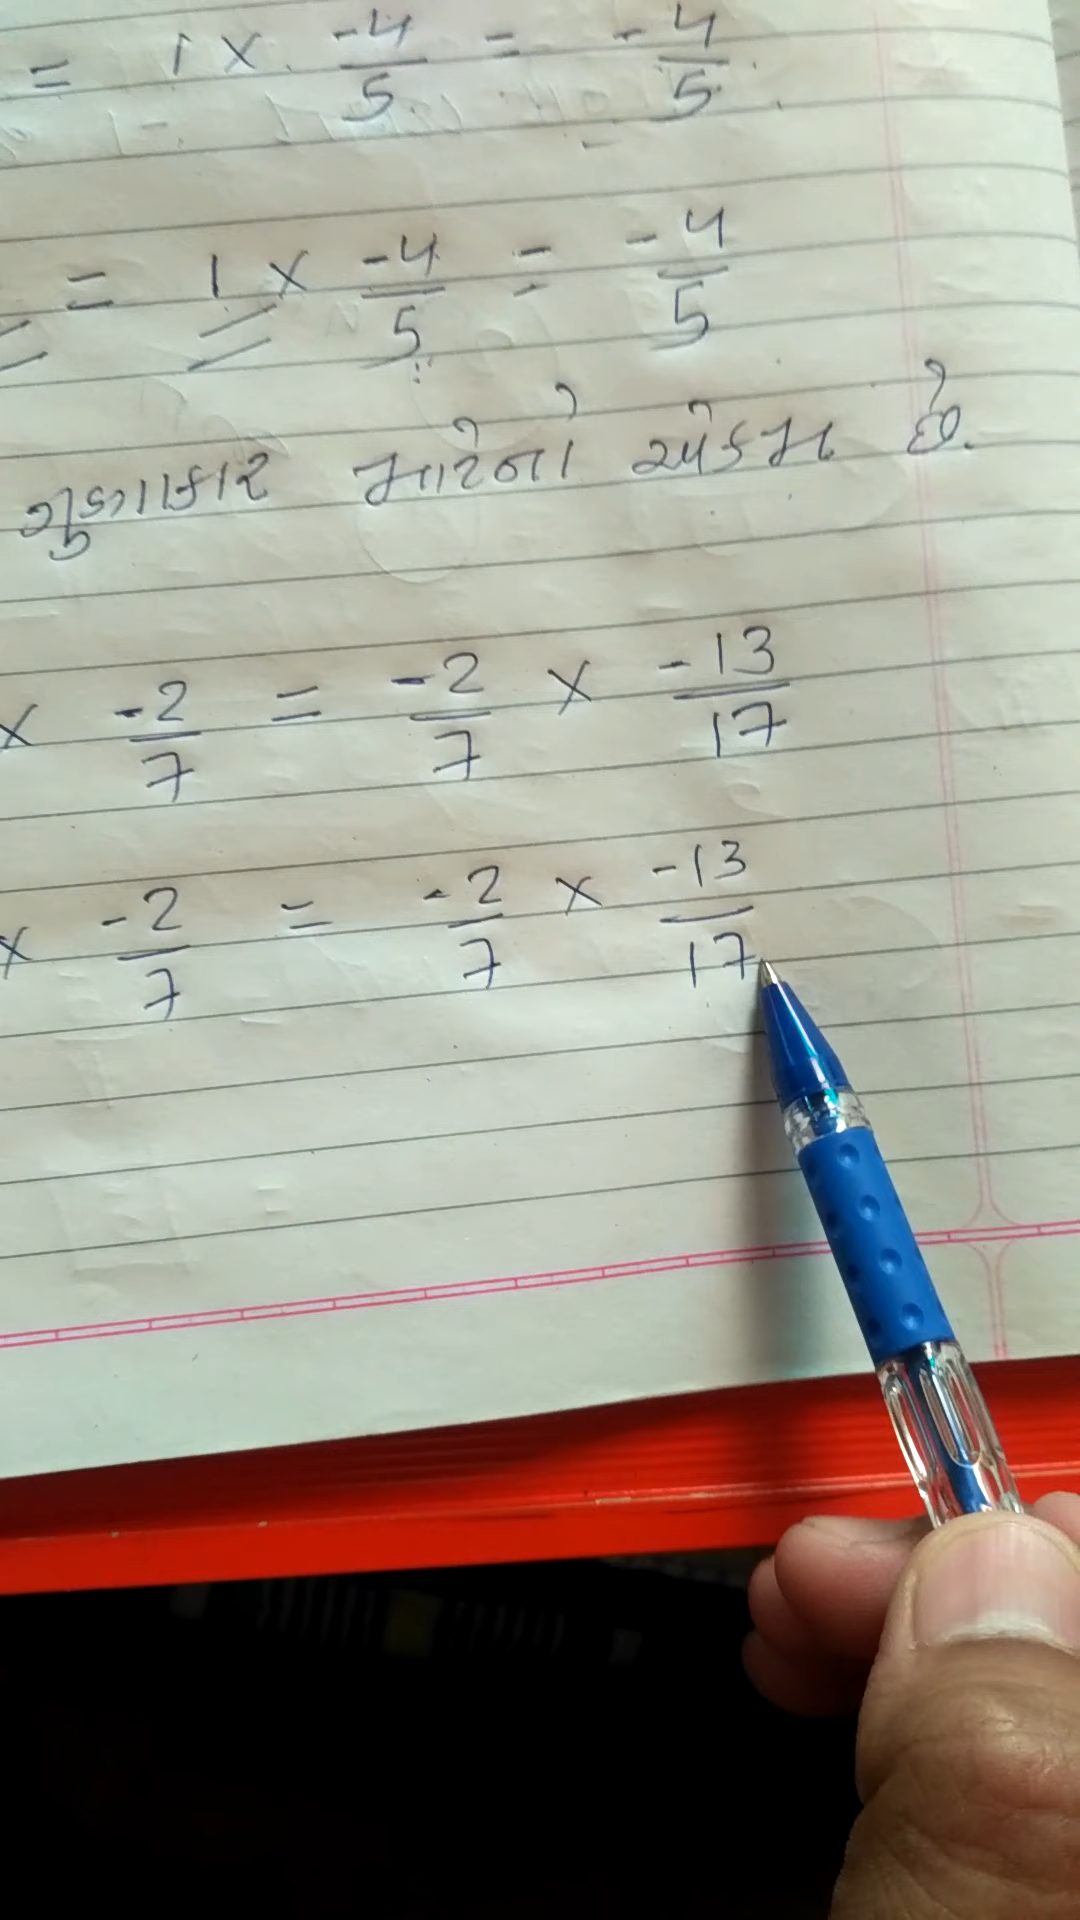 = 1 × -4/5 = -4/5
= 1 × -4/5 = -4/5
ગુણાકાર માટેનો છે.
× -2/7 = -2/7 × -13/17
× -2/7 = -2/7 × -13/17